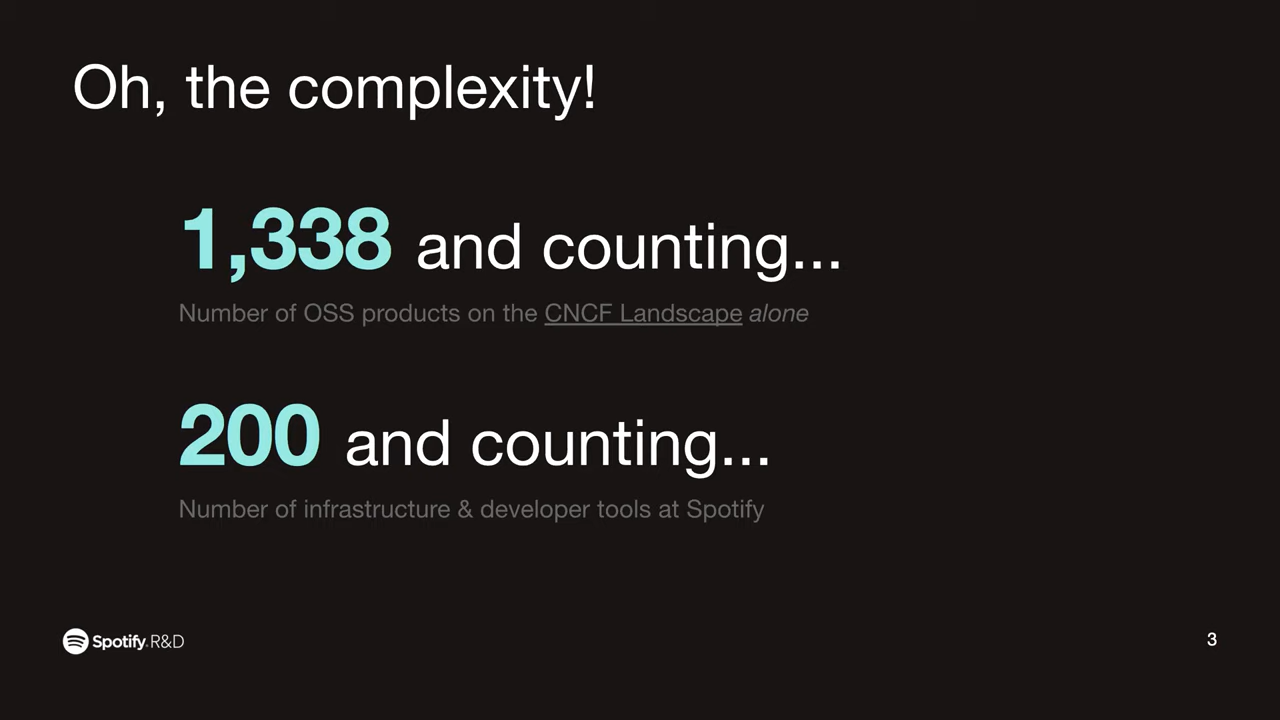 Oh, the complexity!
1,338 and counting...
Number of OSS products on the CNCF Landscape alone
200 and counting...
Number of infrastructure & developer tools at Spotify
Spotify R&D
3